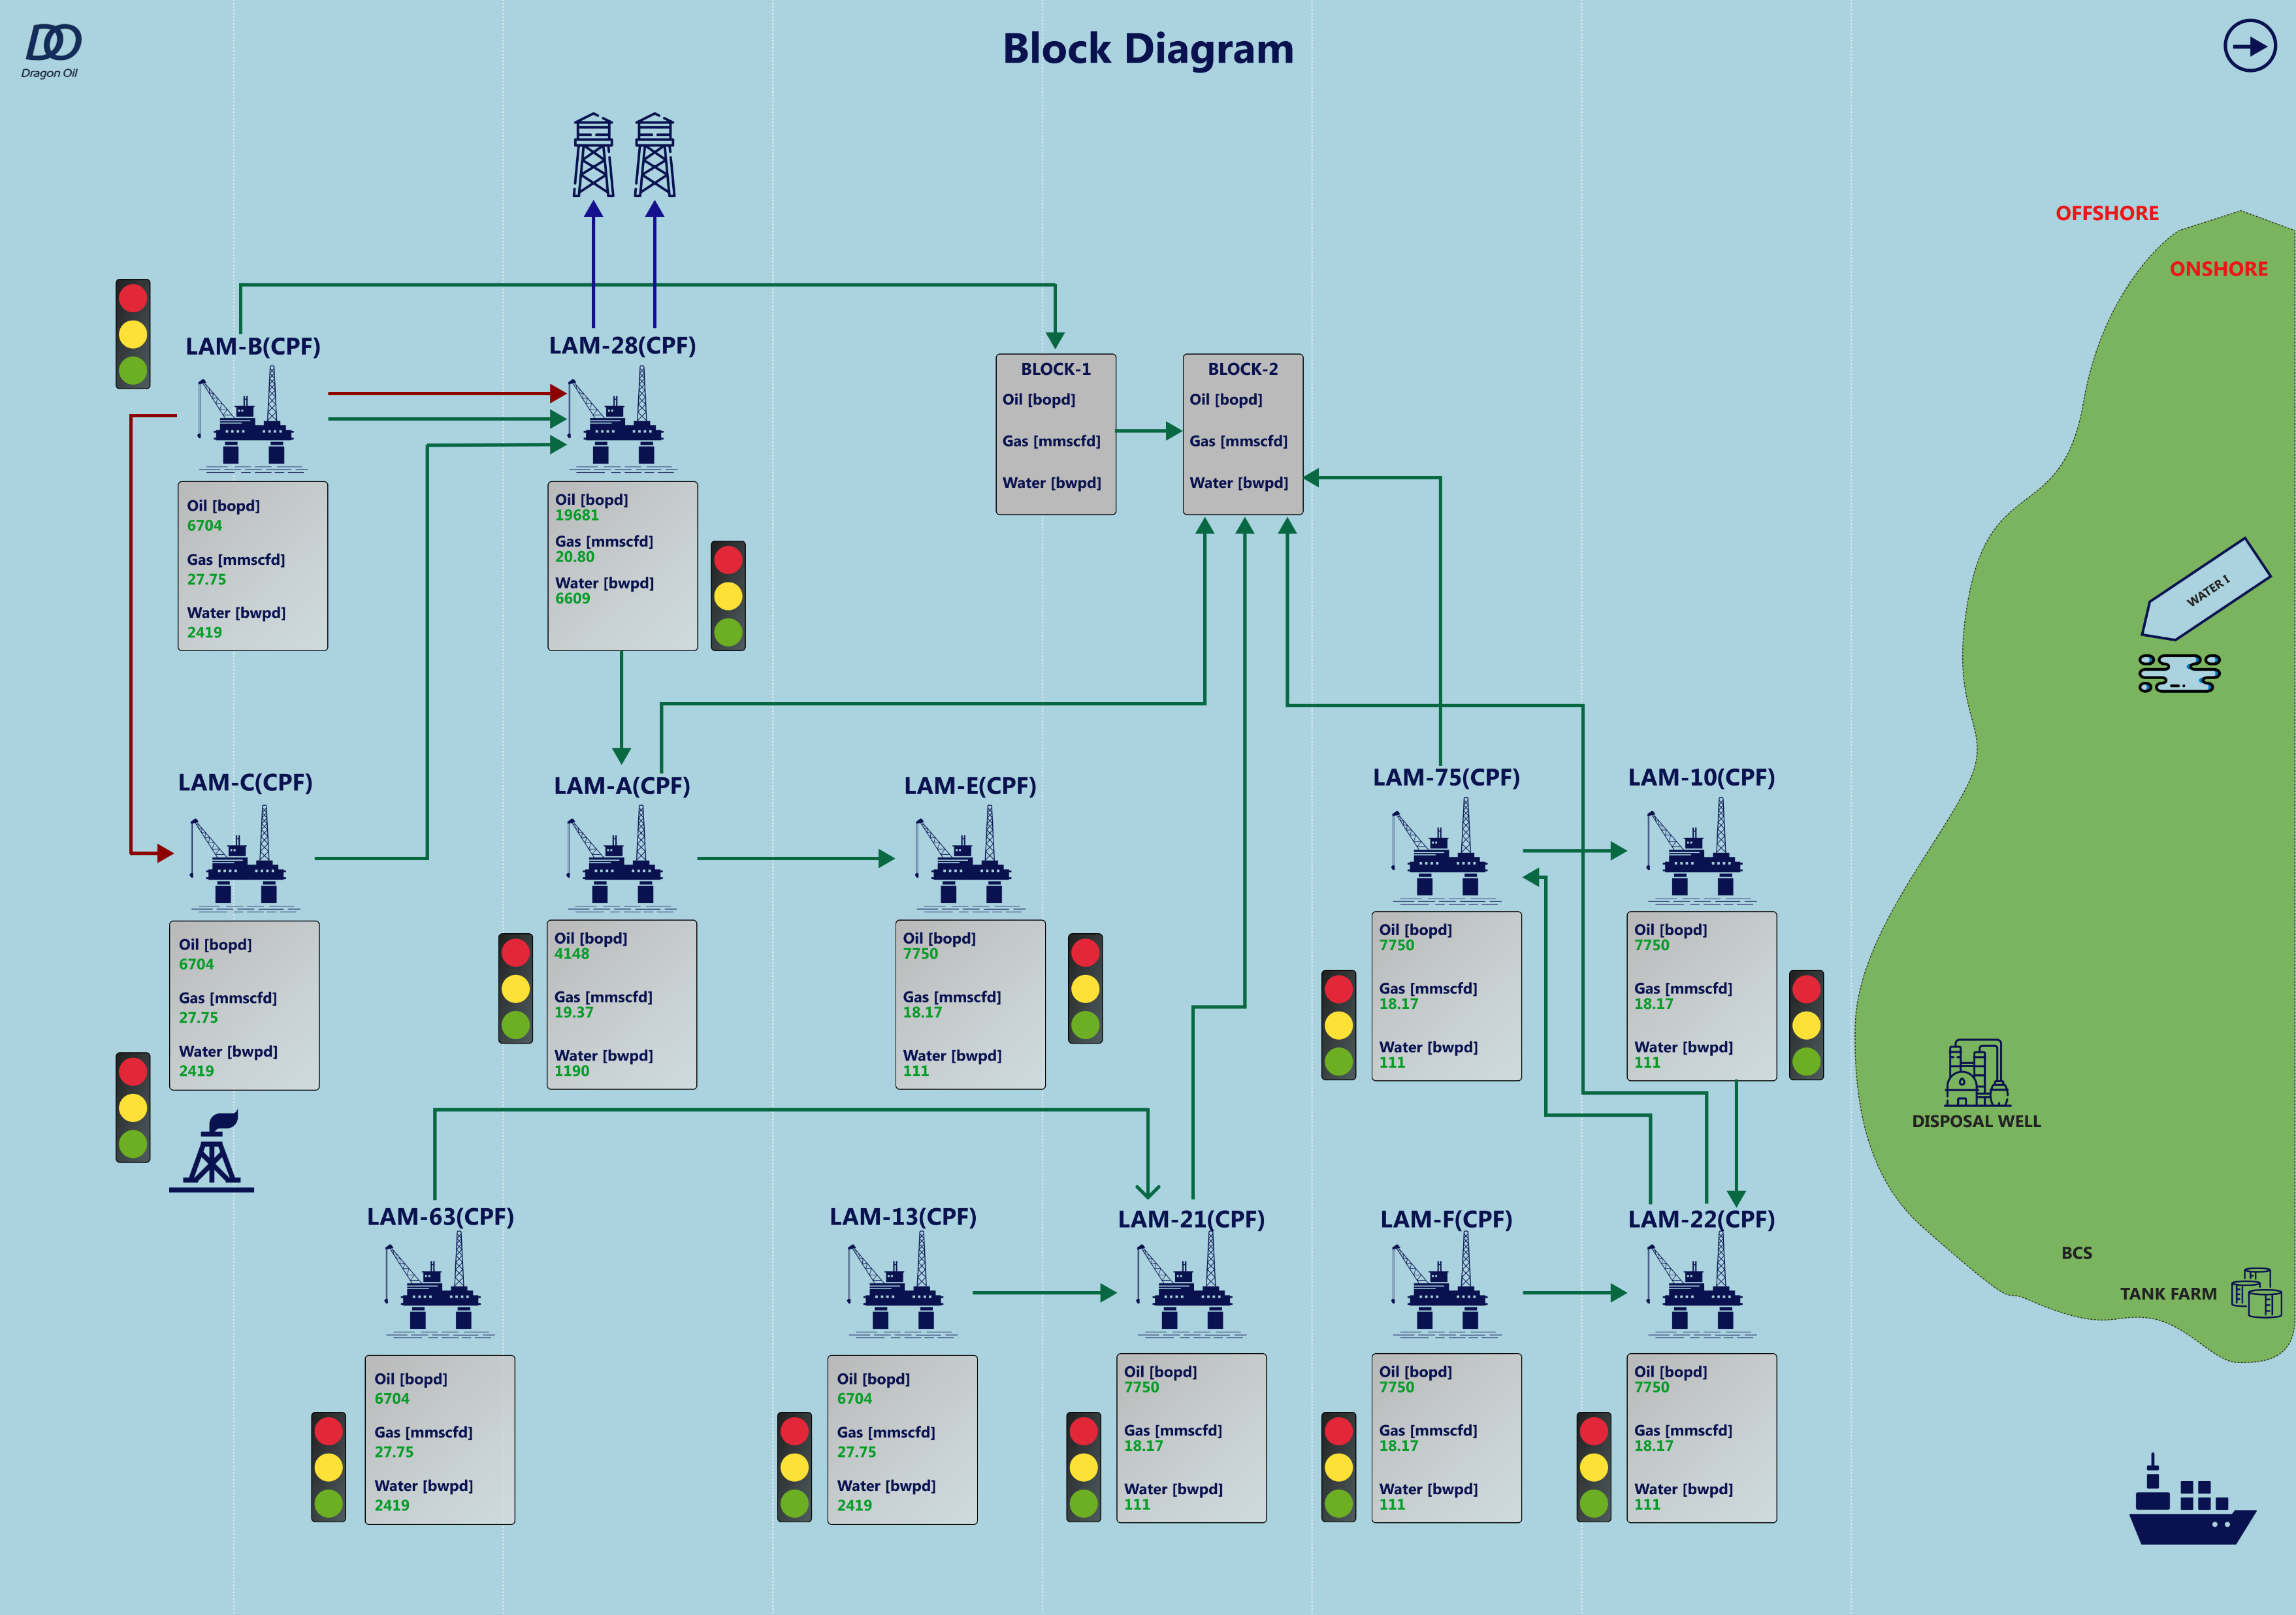 Dragon Oil
Block Diagram
OFFSHORE
ONSHORE
LAM-B(CPF)
Oil [bopd]
6704
Gas [mmscfd]
27.75
Water [bwpd]
2419
LAM-28(CPF)
Oil [bopd]
19681
Gas [mmscfd]
20.80
Water [bwpd]
6609
BLOCK-1
Oil [bopd]
Gas [mmscfd]
Water [bwpd]
BLOCK-2
Oil [bopd]
Gas [mmscfd]
Water [bwpd]
WATER I
LAM-C(CPF)
Oil [bopd]
6704
Gas [mmscfd]
27.75
Water [bwpd]
2419
LAM-A(CPF)
Oil [bopd]
4148
Gas [mmscfd]
19.37
Water [bwpd]
1190
LAM-E(CPF)
Oil [bopd]
7750
Gas [mmscfd]
18.17
Water [bwpd]
111
LAM-75(CPF)
Oil [bopd]
7750
Gas [mmscfd]
18.17
Water [bwpd]
111
LAM-10(CPF)
Oil [bopd]
7750
Gas [mmscfd]
18.17
Water [bwpd]
111
DISPOSAL WELL
LAM-63(CPF)
Oil [bopd]
6704
Gas [mmscfd]
27.75
Water [bwpd]
2419
LAM-13(CPF)
Oil [bopd]
6704
Gas [mmscfd]
27.75
Water [bwpd]
2419
LAM-21(CPF)
Oil [bopd]
7750
Gas [mmscfd]
18.17
Water [bwpd]
111
LAM-F(CPF)
Oil [bopd]
7750
Gas [mmscfd]
18.17
Water [bwpd]
111
LAM-22(CPF)
Oil [bopd]
7750
Gas [mmscfd]
18.17
Water [bwpd]
111
BCS
TANK FARM